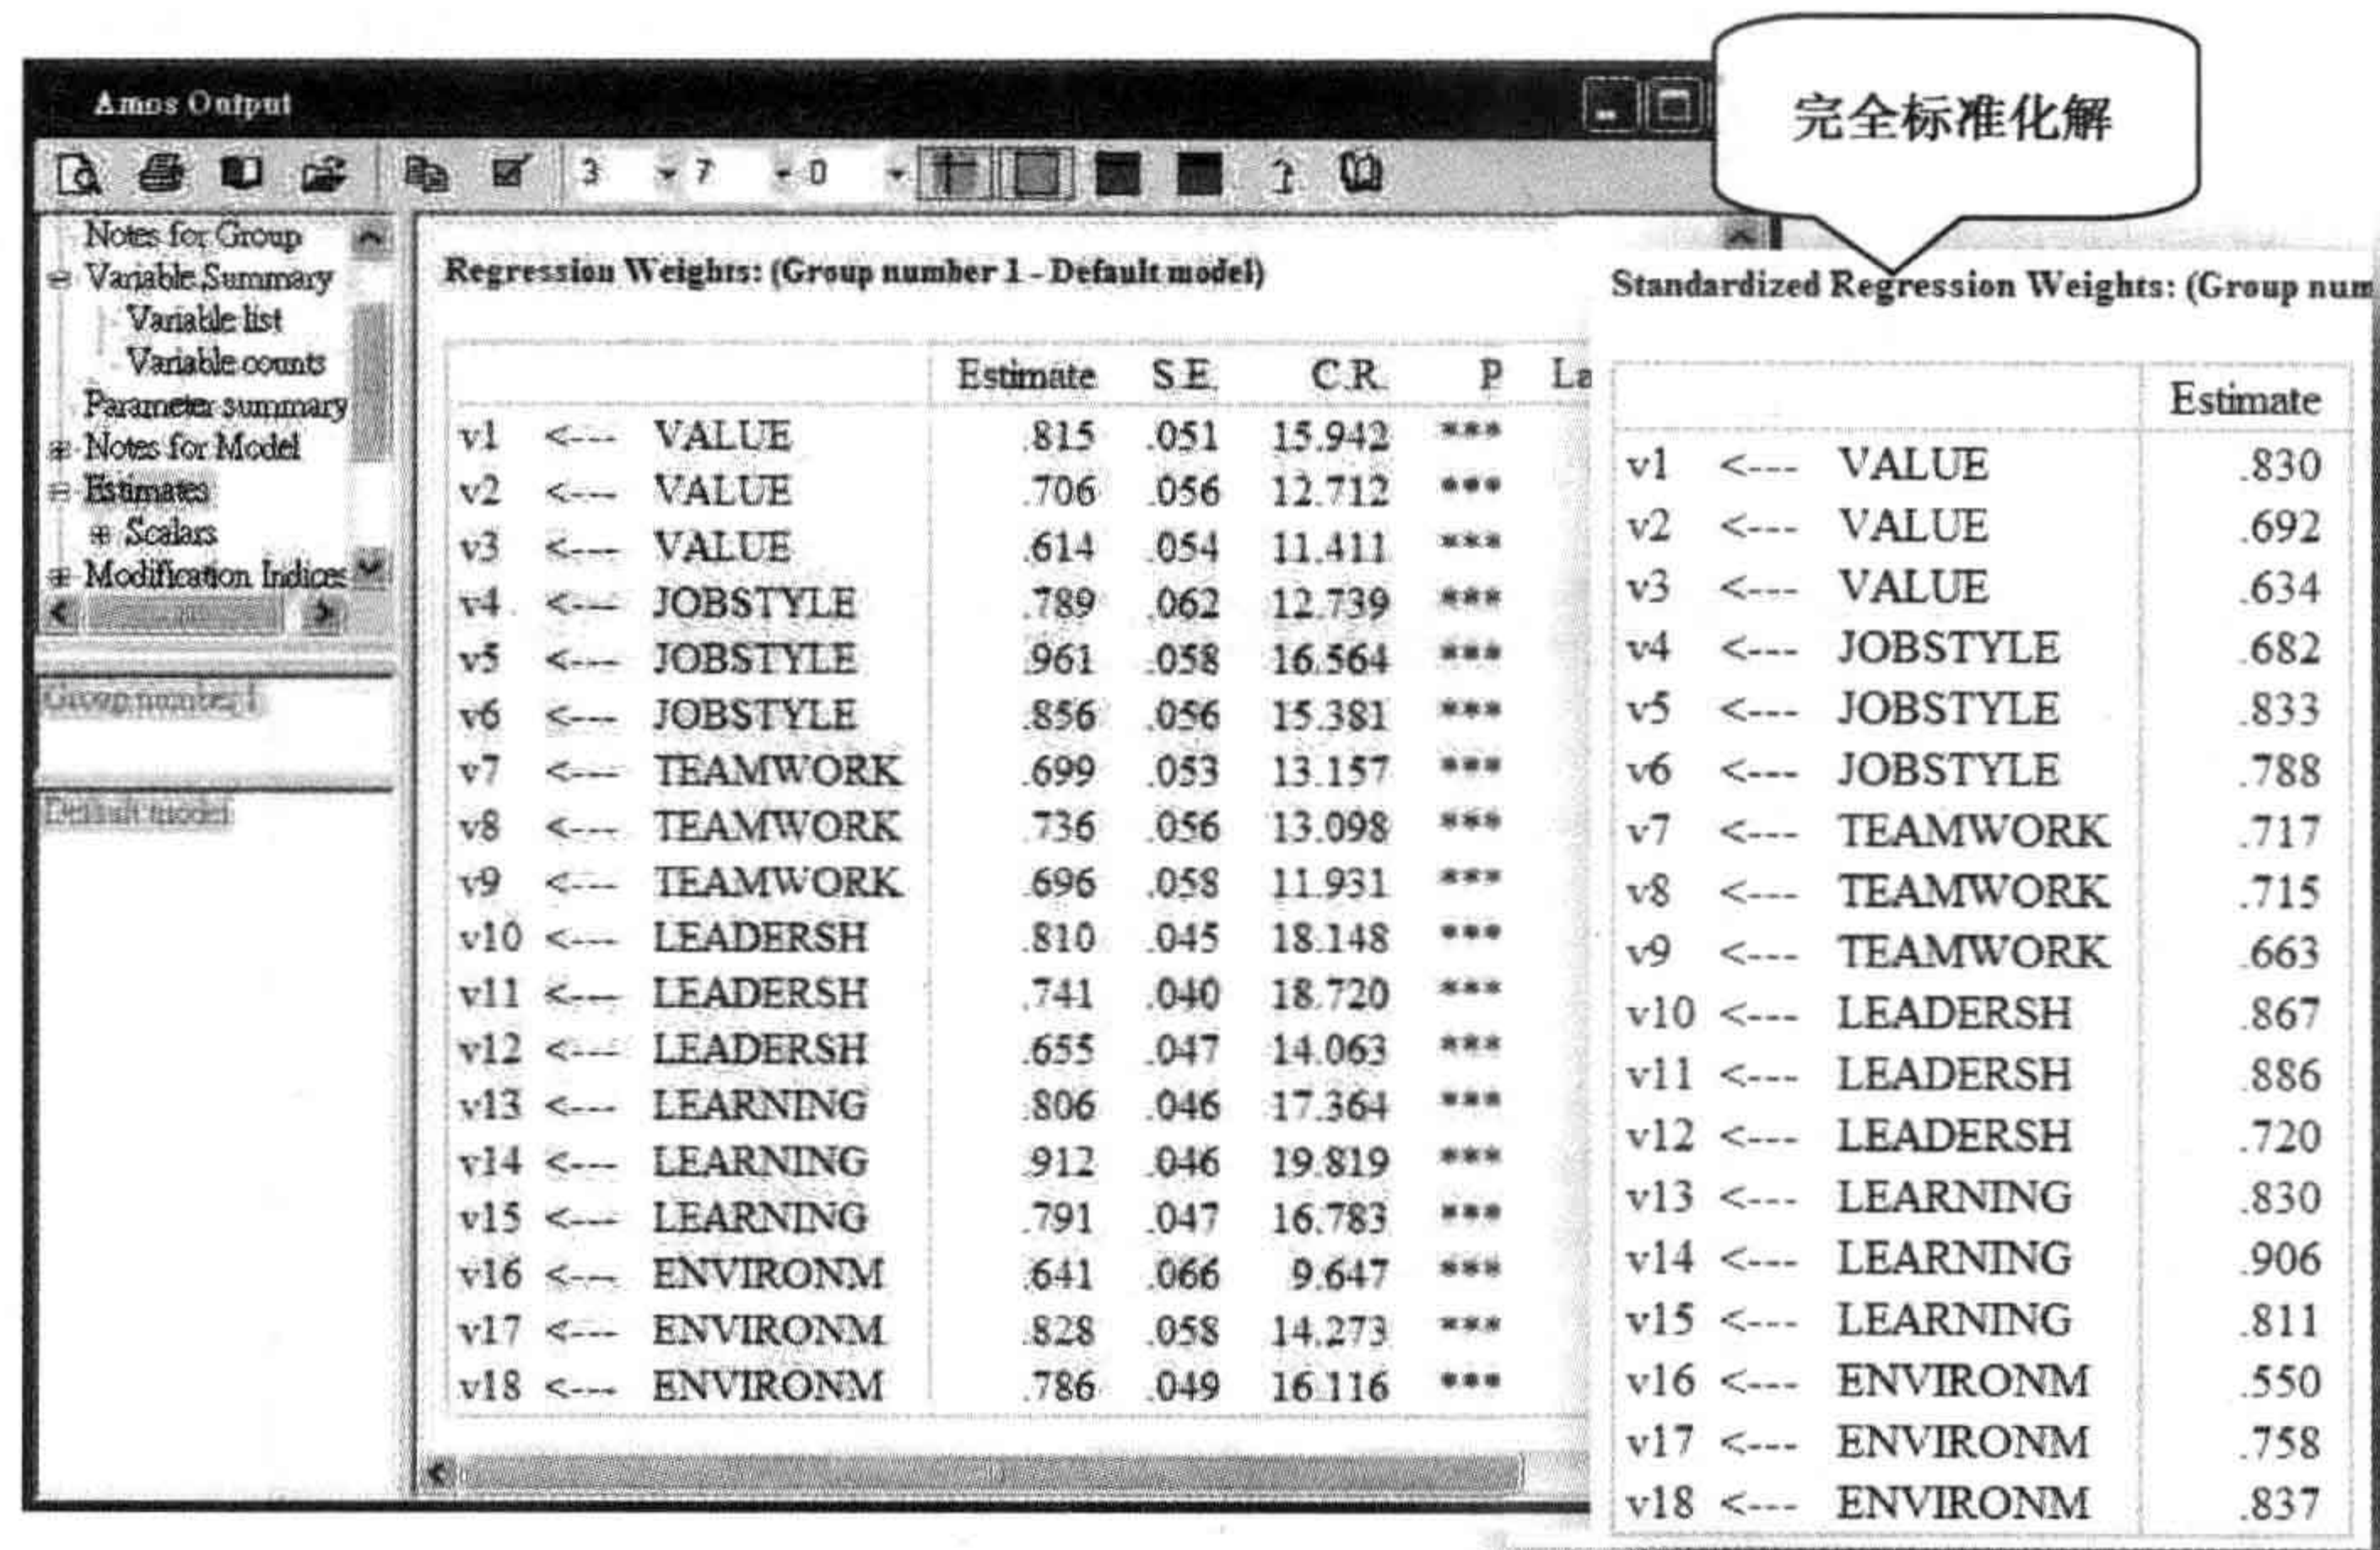 Amos Output
完全标准化解
3 7 0
Notes for Group
Variable Summary
Variable list
Variable counts
Parameter summary
Notes for Model
Estimates
Scalars
Modification Indices
Group number 1
Default model
Regression Weights: (Group number 1 - Default model)
Estimate S.E. C.R. P La
v1 <--- VALUE .815 .051 15.942 ***
v2 <--- VALUE .706 .056 12.712 ***
v3 <--- VALUE .614 .054 11.411 ***
v4 <--- JOBSTYLE .789 .062 12.739 ***
v5 <--- JOBSTYLE .961 .058 16.564 ***
v6 <--- JOBSTYLE .856 .056 15.381 ***
v7 <--- TEAMWORK .699 .053 13.157 ***
v8 <--- TEAMWORK .736 .056 13.098 ***
v9 <--- TEAMWORK .696 .058 11.931 ***
v10 <--- LEADERSH .810 .045 18.148 ***
v11 <--- LEADERSH .741 .040 18.720 ***
v12 <--- LEADERSH .655 .047 14.063 ***
v13 <--- LEARNING .806 .046 17.364 ***
v14 <--- LEARNING .912 .046 19.819 ***
v15 <--- LEARNING .791 .047 16.783 ***
v16 <--- ENVIRONM .641 .066 9.647 ***
v17 <--- ENVIRONM .828 .058 14.273 ***
v18 <--- ENVIRONM .786 .049 16.116 ***
Standardized Regression Weights: (Group num
Estimate
v1 <--- VALUE .830
v2 <--- VALUE .692
v3 <--- VALUE .634
v4 <--- JOBSTYLE .682
v5 <--- JOBSTYLE .833
v6 <--- JOBSTYLE .788
v7 <--- TEAMWORK .717
v8 <--- TEAMWORK .715
v9 <--- TEAMWORK .663
v10 <--- LEADERSH .867
v11 <--- LEADERSH .886
v12 <--- LEADERSH .720
v13 <--- LEARNING .830
v14 <--- LEARNING .906
v15 <--- LEARNING .811
v16 <--- ENVIRONM .550
v17 <--- ENVIRONM .758
v18 <--- ENVIRONM .837